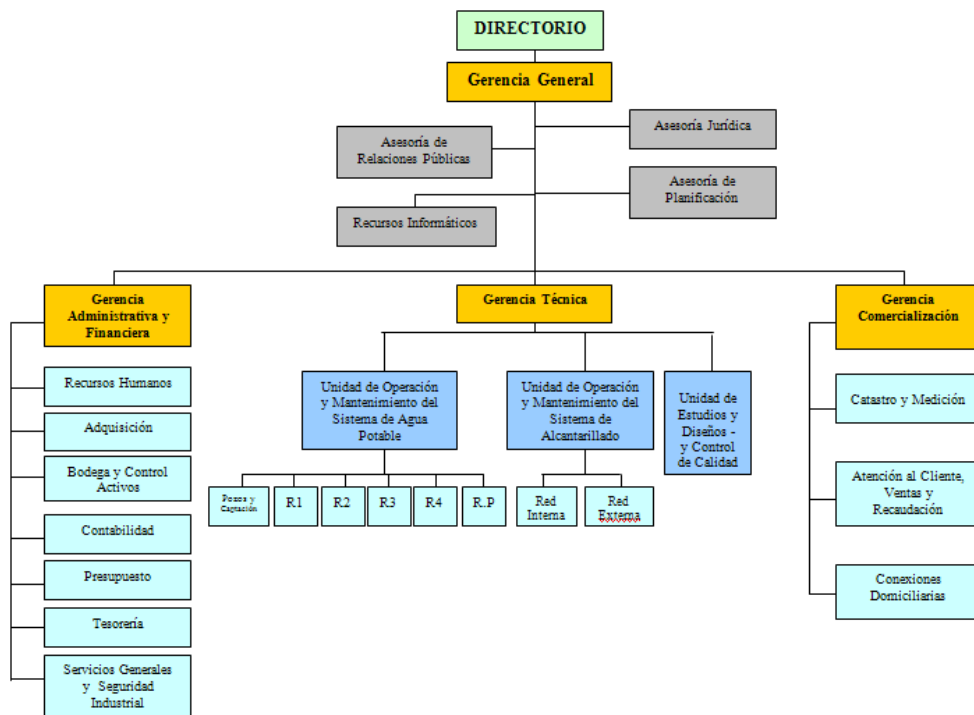 DIRECTORIO
Gerencia General
Asesoría Jurídica
Asesoría de
Relaciones Públicas
Asesoría de
Planificación
Recursos Informáticos
Gerencia
Administrativa y
Financiera
Gerencia Técnica
Gerencia
Comercialización
Recursos Humanos
Adquisición
Bodega y Control
Activos
Contabilidad
Presupuesto
Tesorería
Servicios Generales
y Seguridad
Industrial
Unidad de Operación
y Mantenimiento del
Sistema de Agua
Potable
Unidad de Operación
y Mantenimiento del
Sistema de
Alcantarillado
Unidad de
Estudios y
Diseños -
y Control
de Calidad
Pozos y
Captación
R1
R2
R3
R4
R.P
Red
Interna
Red
Externa
Catastro y Medición
Atención al Cliente,
Ventas y
Recaudación
Conexiones
Domiciliarias